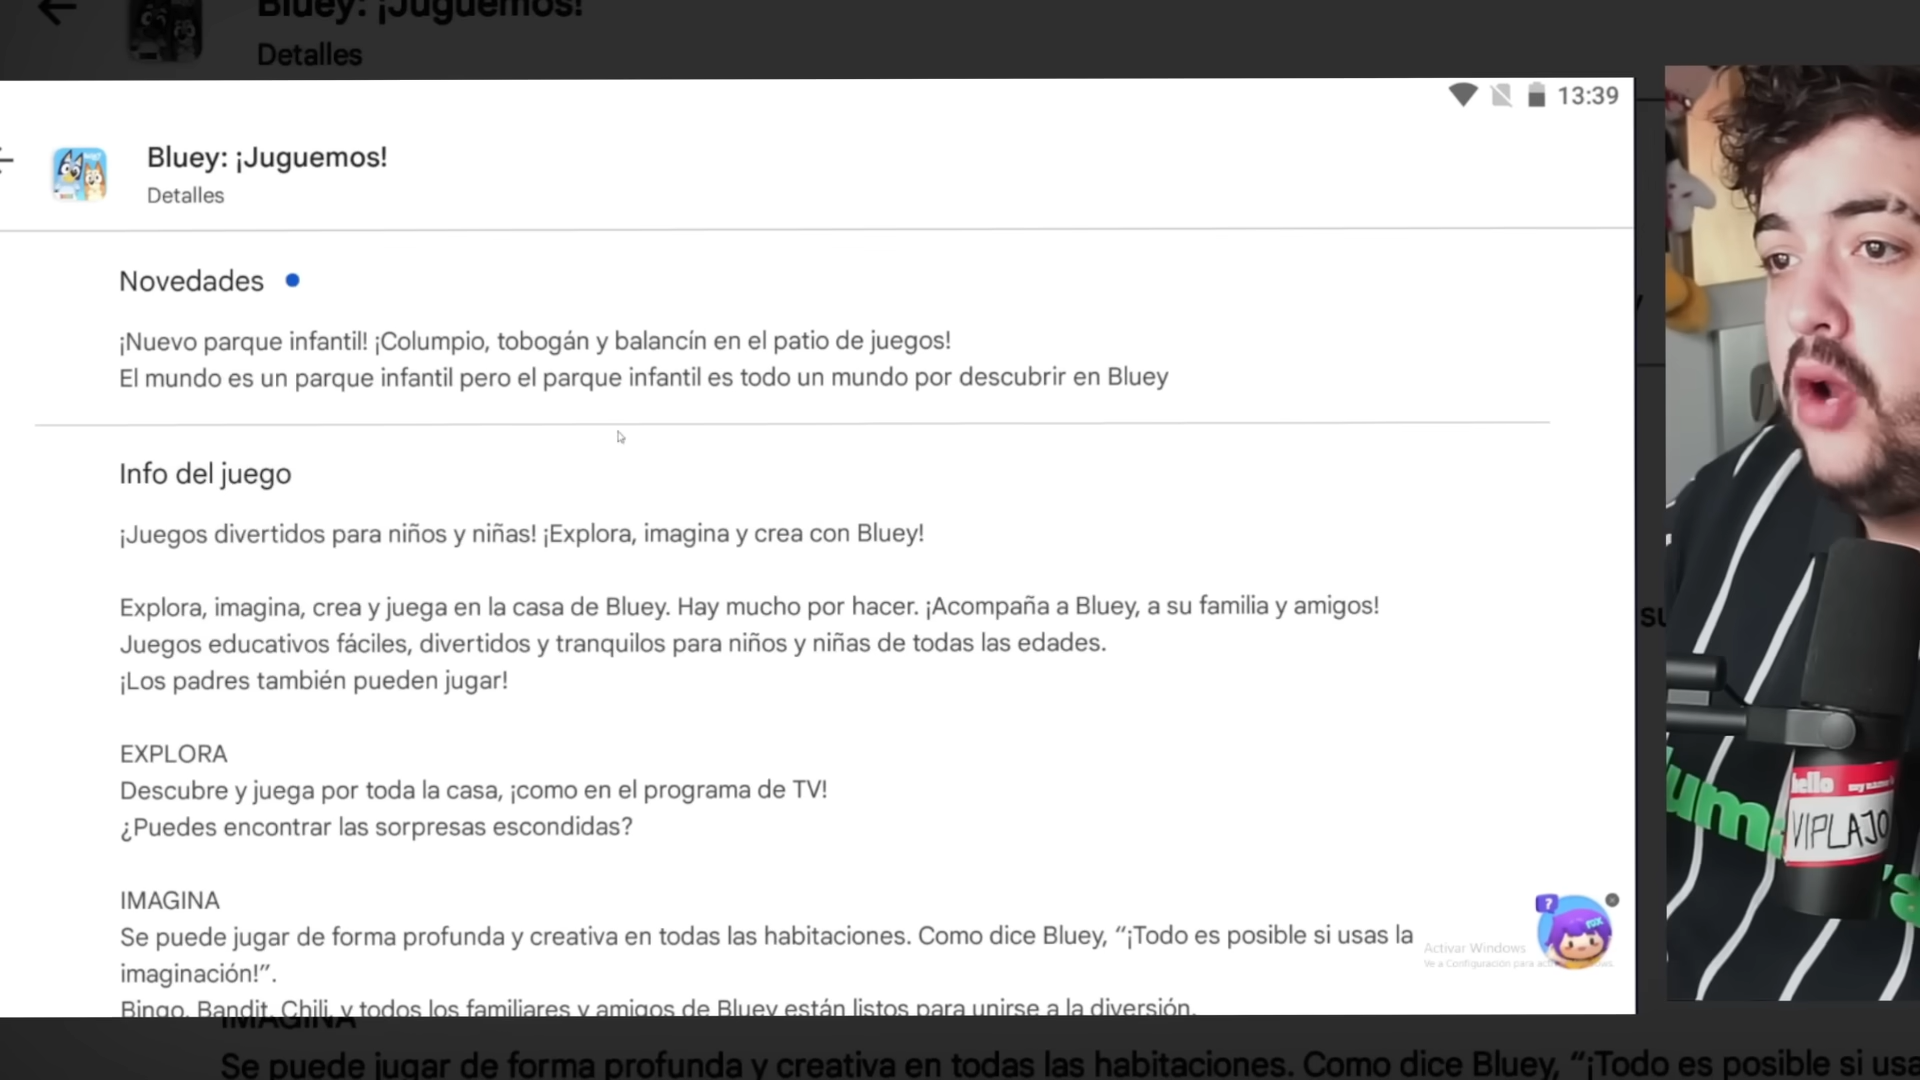 Bluey: ¡Juguemos!
Detalles
13:39
Bluey: ¡Juguemos!
Detalles
Novedades
¡Nuevo parque infantil! ¡Columpio, tobogán y balancín en el patio de juegos!
El mundo es un parque infantil pero el parque infantil es todo un mundo por descubrir en Bluey
Info del juego
¡Juegos divertidos para niños y niñas! ¡Explora, imagina y crea con Bluey!
Explora, imagina, crea y juega en la casa de Bluey. Hay mucho por hacer. ¡Acompaña a Bluey, a su familia y amigos!
Juegos educativos fáciles, divertidos y tranquilos para niños y niñas de todas las edades.
¡Los padres también pueden jugar!
EXPLORA
Descubre y juega por toda la casa, ¡como en el programa de TV!
¿Puedes encontrar las sorpresas escondidas?
IMAGINA
Se puede jugar de forma profunda y creativa en todas las habitaciones. Como dice Bluey, “¡Todo es posible si usas la
imaginación!”.
Bingo, Bandit, Chili, y todos los familiares y amigos de Bluey están listos para unirse a la diversión.
Activar Windows
Ve a Configuración para
?
su
hello
my name
VIPLAJO
um
IMAGINA
Se puede jugar de forma profunda y creativa en todas las habitaciones. Como dice Bluey, “¡Todo es posible si usa